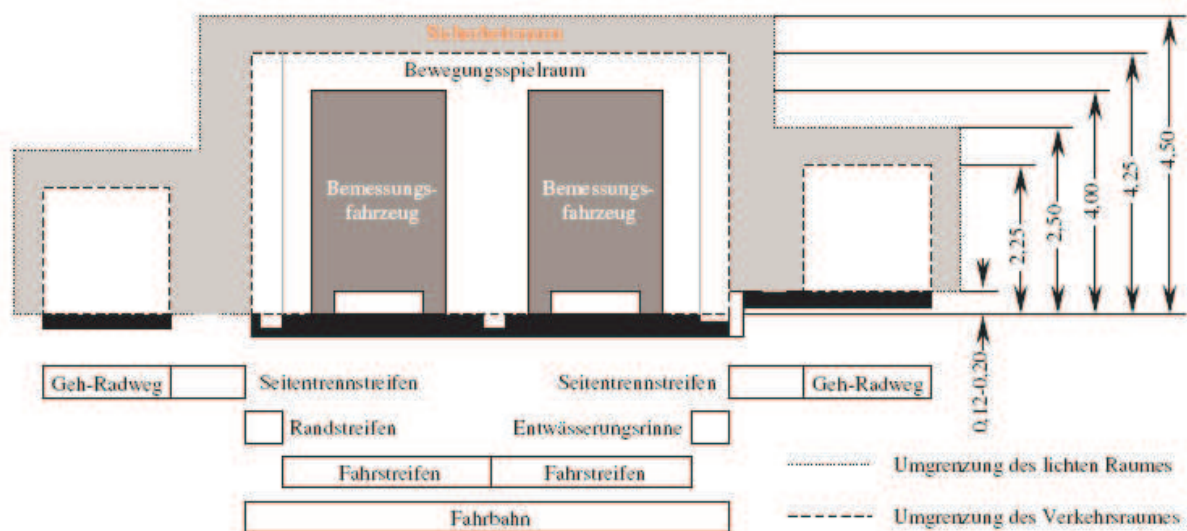 Sicherheitsraum
Bewegungsspielraum
Bemessungs-
fahrzeug
Bemessungs-
fahrzeug
2,25
2,50
4,00
4,25
4,50
0,12-0,20
Geh-Radweg
Seitentrennstreifen
Seitentrennstreifen
Geh-Radweg
Randstreifen
Entwässerungsrinne
Fahrstreifen
Fahrstreifen
Fahrbahn
Umgrenzung des lichten Raumes
Umgrenzung des Verkehrsraumes